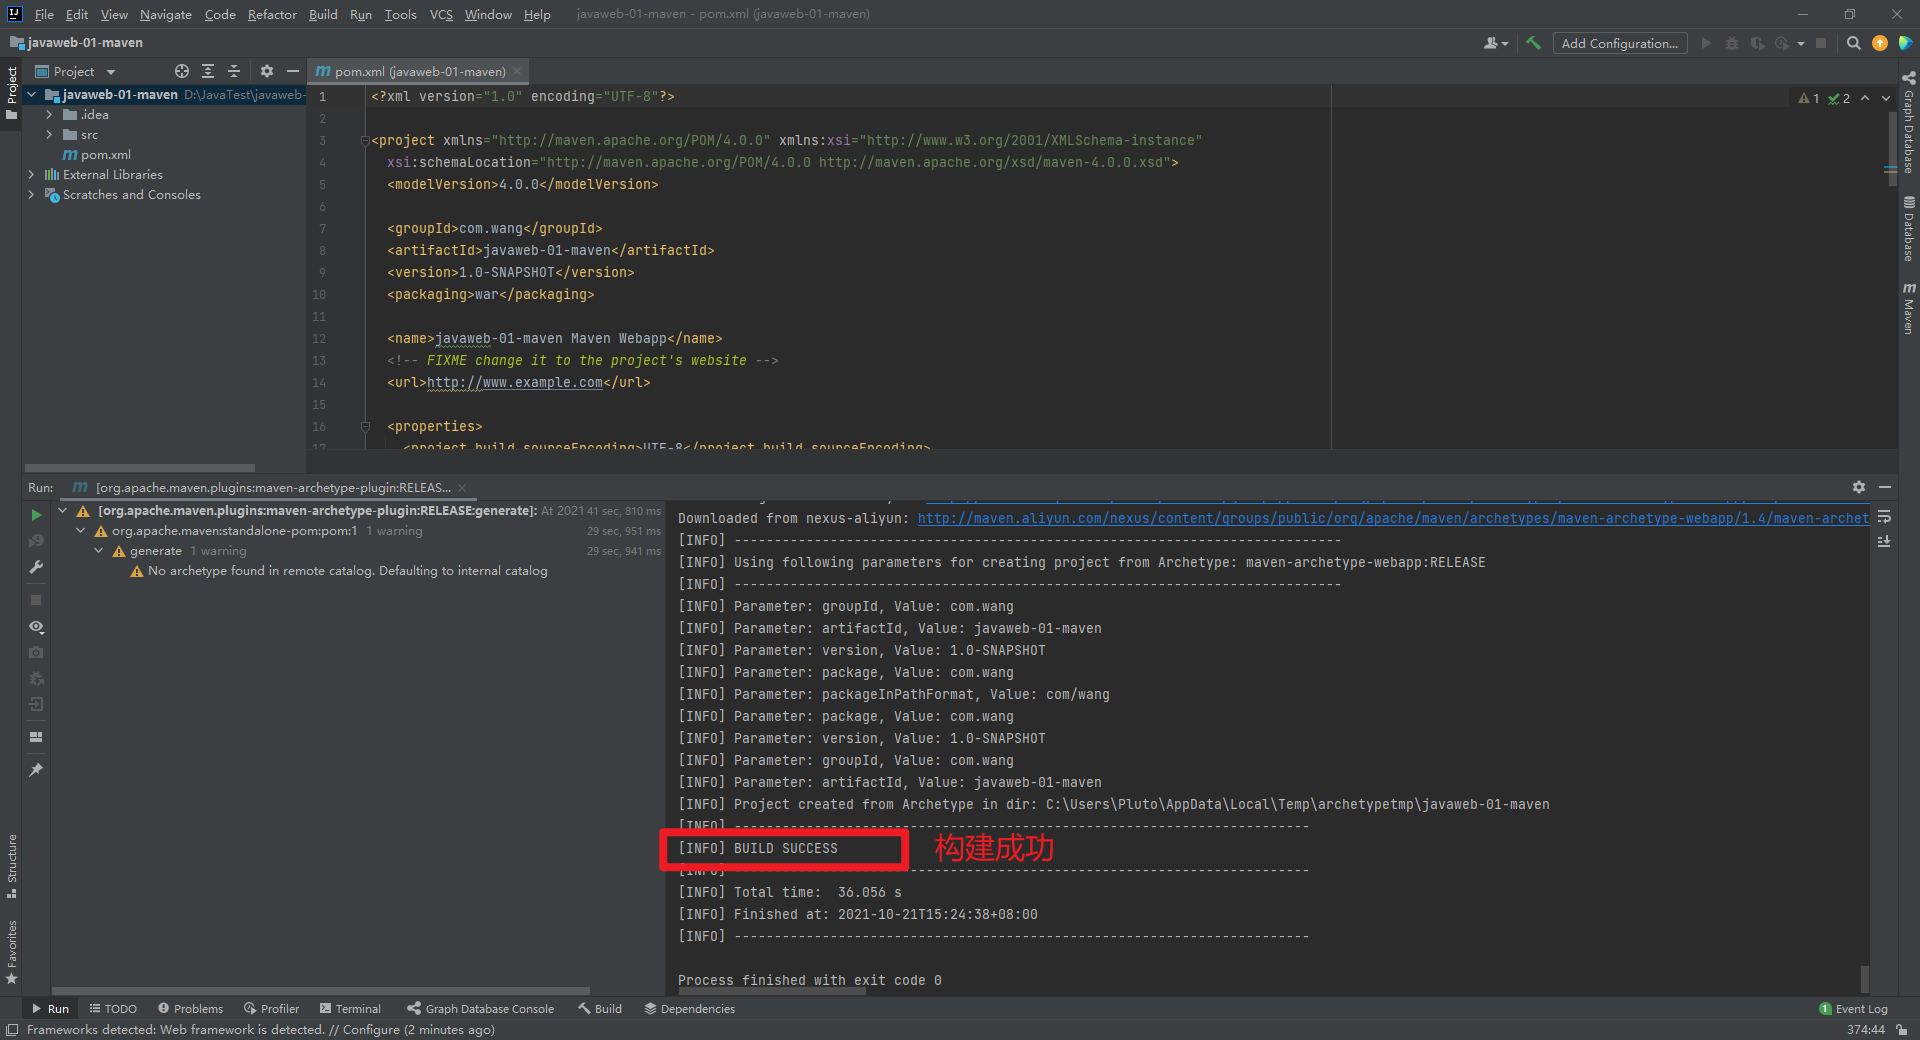 File Edit View Navigate Code Refactor Build Run Tools VCS Window Help javaweb-01-maven - pom.xml (javaweb-01-maven)
javaweb-01-maven
Add Configuration...
Project
Project
pom.xml (javaweb-01-maven)
javaweb-01-maven D:\JavaTest\javaweb-
.idea
src
pom.xml
External Libraries
Scratches and Consoles
1 <?xml version="1.0" encoding="UTF-8"?>
1 2
2
3 <project xmlns="http://maven.apache.org/POM/4.0.0" xmlns:xsi="http://www.w3.org/2001/XMLSchema-instance"
4 xsi:schemaLocation="http://maven.apache.org/POM/4.0.0 http://maven.apache.org/xsd/maven-4.0.0.xsd">
5 <modelVersion>4.0.0</modelVersion>
6
7 <groupId>com.wang</groupId>
8 <artifactId>javaweb-01-maven</artifactId>
9 <version>1.0-SNAPSHOT</version>
10 <packaging>war</packaging>
11
12 <name>javaweb-01-maven Maven Webapp</name>
13 <!-- FIXME change it to the project's website -->
14 <url>http://www.example.com</url>
15
16 <properties>
17 <project.build.sourceEncoding>UTF-8</project.build.sourceEncoding>
Graph Database
Database
Maven
Run: [org.apache.maven.plugins:maven-archetype-plugin:RELEAS...
[org.apache.maven.plugins:maven-archetype-plugin:RELEASE:generate]: At 2021 41 sec, 810 ms
org.apache.maven:standalone-pom:pom:1 1 warning 29 sec, 951 ms
generate 1 warning 29 sec, 941 ms
No archetype found in remote catalog. Defaulting to internal catalog
Downloaded from nexus-aliyun: http://maven.aliyun.com/nexus/content/groups/public/org/apache/maven/archetypes/maven-archetype-webapp/1.4/maven-archet
[INFO] ----------------------------------------------------------------------------
[INFO] Using following parameters for creating project from Archetype: maven-archetype-webapp:RELEASE
[INFO] ----------------------------------------------------------------------------
[INFO] Parameter: groupId, Value: com.wang
[INFO] Parameter: artifactId, Value: javaweb-01-maven
[INFO] Parameter: version, Value: 1.0-SNAPSHOT
[INFO] Parameter: package, Value: com.wang
[INFO] Parameter: packageInPathFormat, Value: com/wang
[INFO] Parameter: package, Value: com.wang
[INFO] Parameter: version, Value: 1.0-SNAPSHOT
[INFO] Parameter: groupId, Value: com.wang
[INFO] Parameter: artifactId, Value: javaweb-01-maven
[INFO] Project created from Archetype in dir: C:\Users\Pluto\AppData\Local\Temp\archetypetmp\javaweb-01-maven
[INFO] ------------------------------------------------------------------------
[INFO] BUILD SUCCESS 构建成功
[INFO] ------------------------------------------------------------------------
[INFO] Total time:  36.056 s
[INFO] Finished at: 2021-10-21T15:24:38+08:00
[INFO] ------------------------------------------------------------------------
Process finished with exit code 0
Structure
Favorites
Run TODO Problems Profiler Terminal Graph Database Console Build Dependencies 1 Event Log
Frameworks detected: Web framework is detected. // Configure (2 minutes ago) 374:44